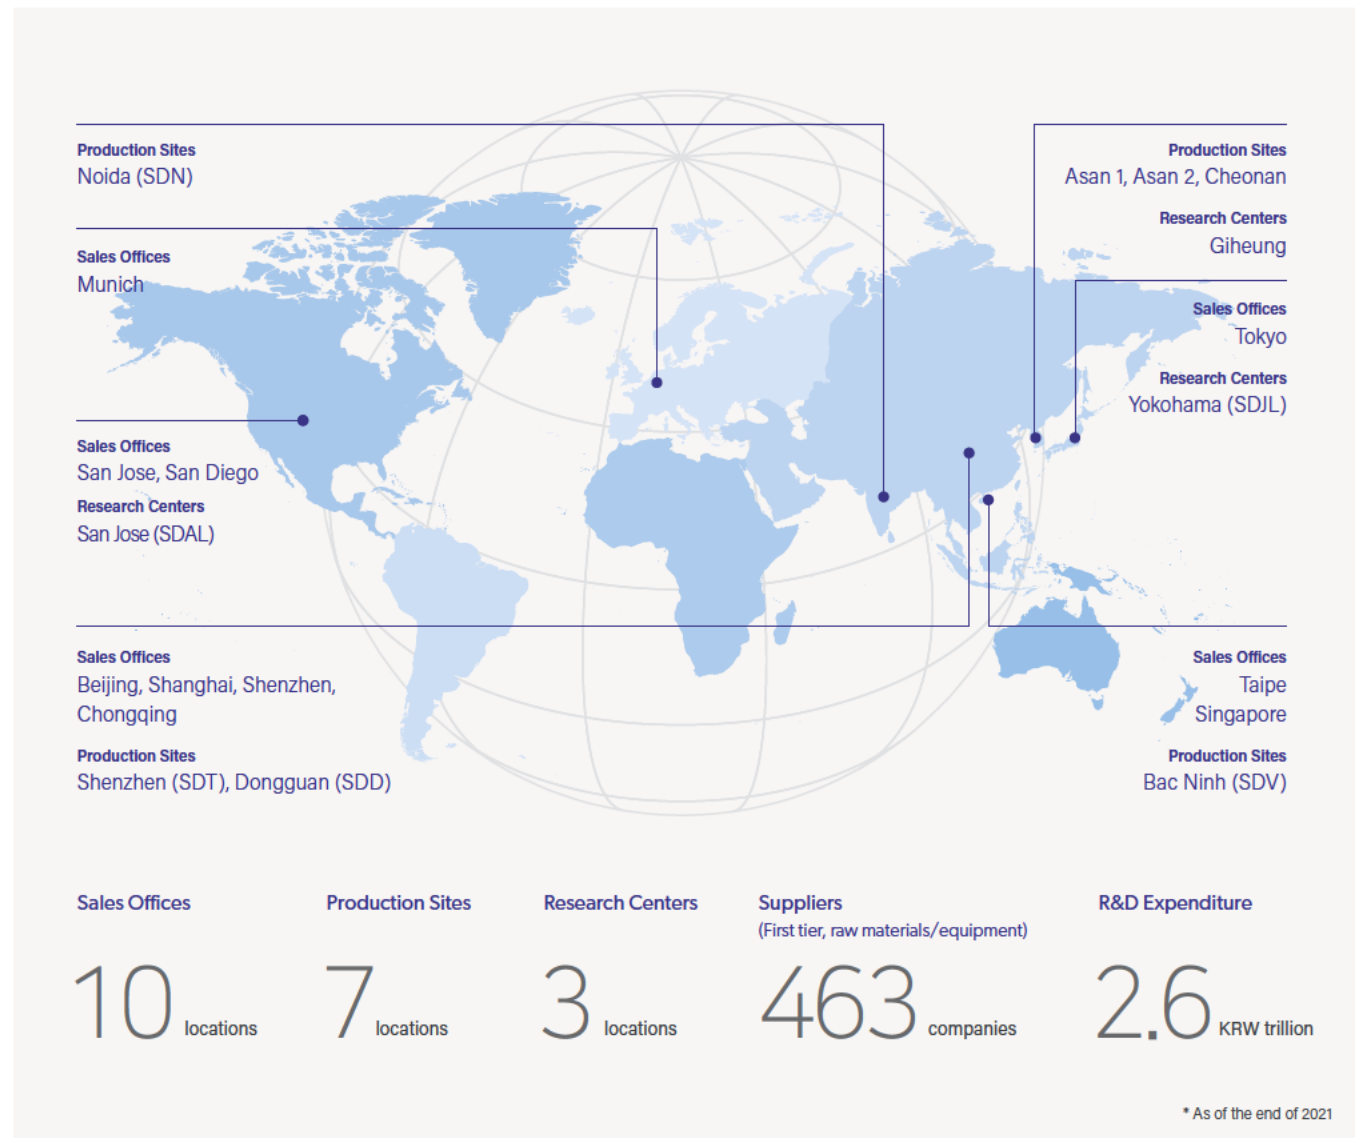 Production Sites
Noida (SDN)
Sales Offices
Munich
Sales Offices
San Jose, San Diego
Research Centers
San Jose (SDAL)
Sales Offices
Beijing, Shanghai, Shenzhen,
Chongqing
Production Sites
Shenzhen (SDT), Dongguan (SDD)
Production Sites
Asan 1, Asan 2, Cheonan
Research Centers
Giheung
Sales Offices
Tokyo
Research Centers
Yokohama (SDJL)
Sales Offices
Taipe
Singapore
Production Sites
Bac Ninh (SDV)
Sales Offices
10 locations
Production Sites
7 locations
Research Centers
3 locations
Suppliers
(First tier, raw materials/equipment)
463 companies
R&D Expenditure
2.6 KRW trillion
* As of the end of 2021